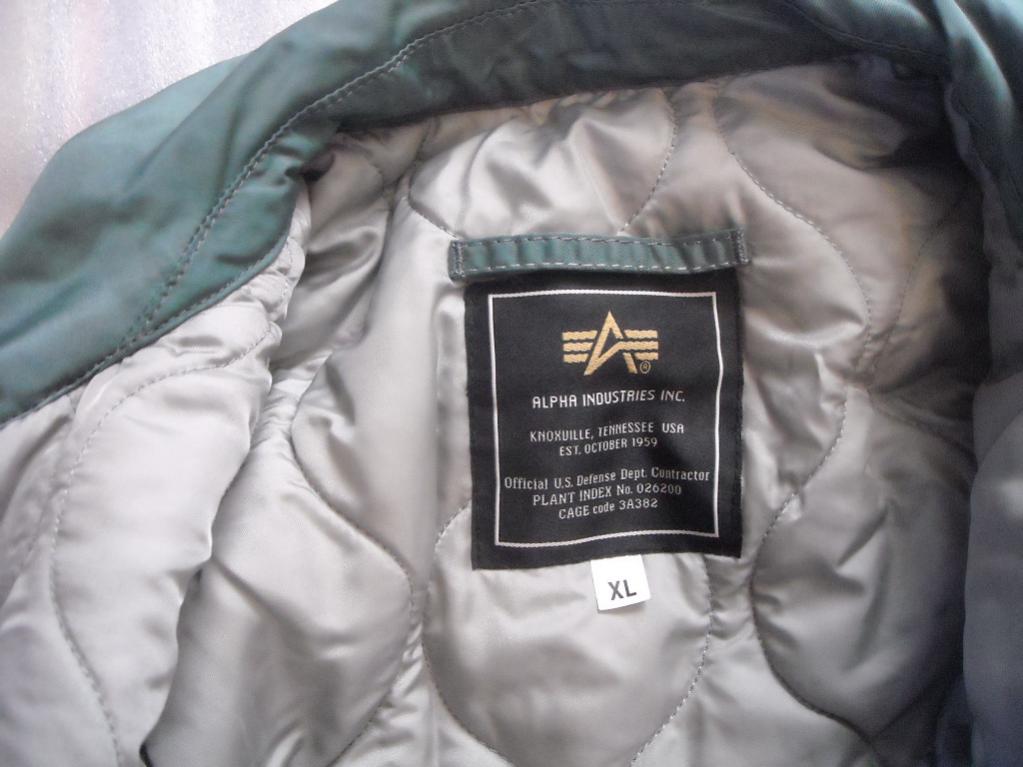 ®
ALPHA INDUSTRIES INC.
KNOXVILLE, TENNESSEE USA
EST. OCTOBER 1959
Official U.S. Defense Dept. Contractor
PLANT INDEX No. 026200
CAGE code 3A382
XL